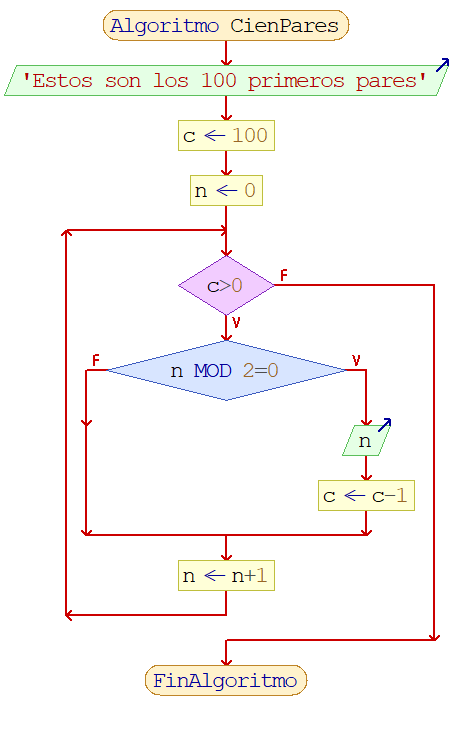 Algoritmo CienPares
'Estos son los 100 primeros pares'
c ← 100
n ← 0
c>0
F
V
F
n MOD 2=0
V
n
c ← c-1
n ← n+1
FinAlgoritmo